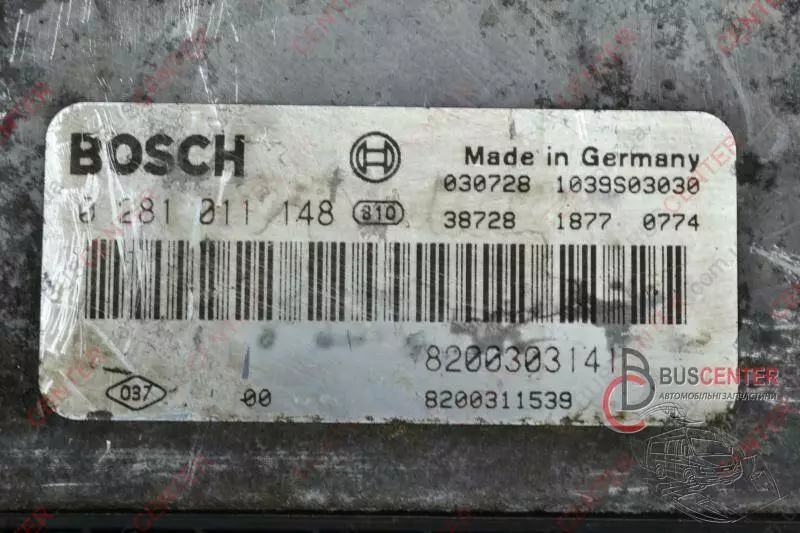 BOSCH
Made in Germany
030728 1039S03030
0 281 011 148 810
38728 1877 0774
8200303141
037 00
8200311539
BUSCENTER
АВТОМОБІЛЬНІ ЗАПЧАСТИНИ